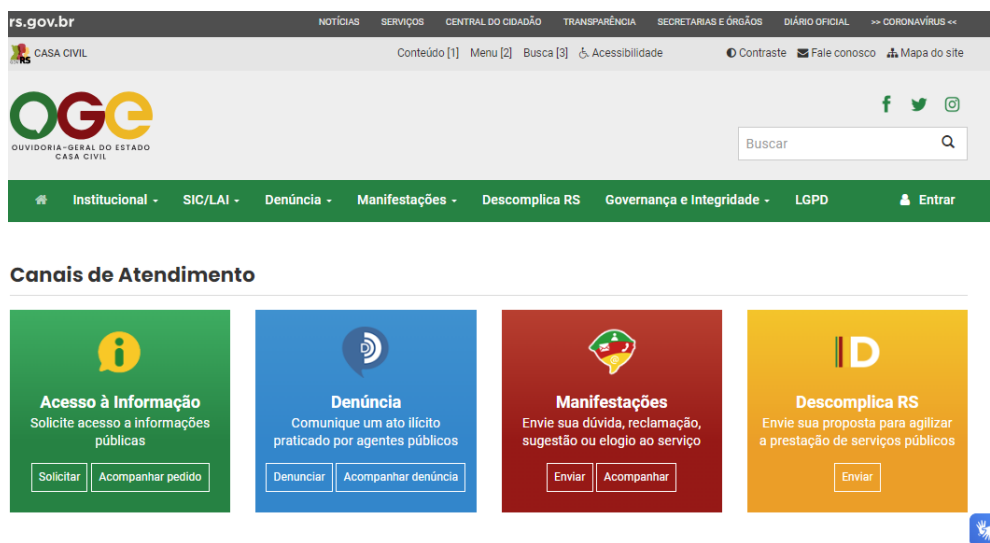 rs.gov.br NOTÍCIAS SERVIÇOS CENTRAL DO CIDADÃO TRANSPARÊNCIA SECRETARIAS E ÓRGÃOS DIÁRIO OFICIAL >> CORONAVÍRUS <<
RS CASA CIVIL Conteúdo [1] Menu [2] Busca [3] Acessibilidade Contraste Fale conosco Mapa do site
OGE
OUVIDORIA-GERAL DO ESTADO
CASA CIVIL
Buscar
Institucional SIC/LAI Denúncia Manifestações Descomplica RS Governança e Integridade LGPD Entrar
Canais de Atendimento
Acesso à Informação
Solicite acesso a informações
públicas
Solicitar Acompanhar pedido
D
Denúncia
Comunique um ato ilícito
praticado por agentes públicos
Denunciar Acompanhar denúncia
Manifestações
Envie sua dúvida, reclamação,
sugestão ou elogio ao serviço
Enviar Acompanhar
D
Descomplica RS
Envie sua proposta para agilizar
a prestação de serviços públicos
Enviar